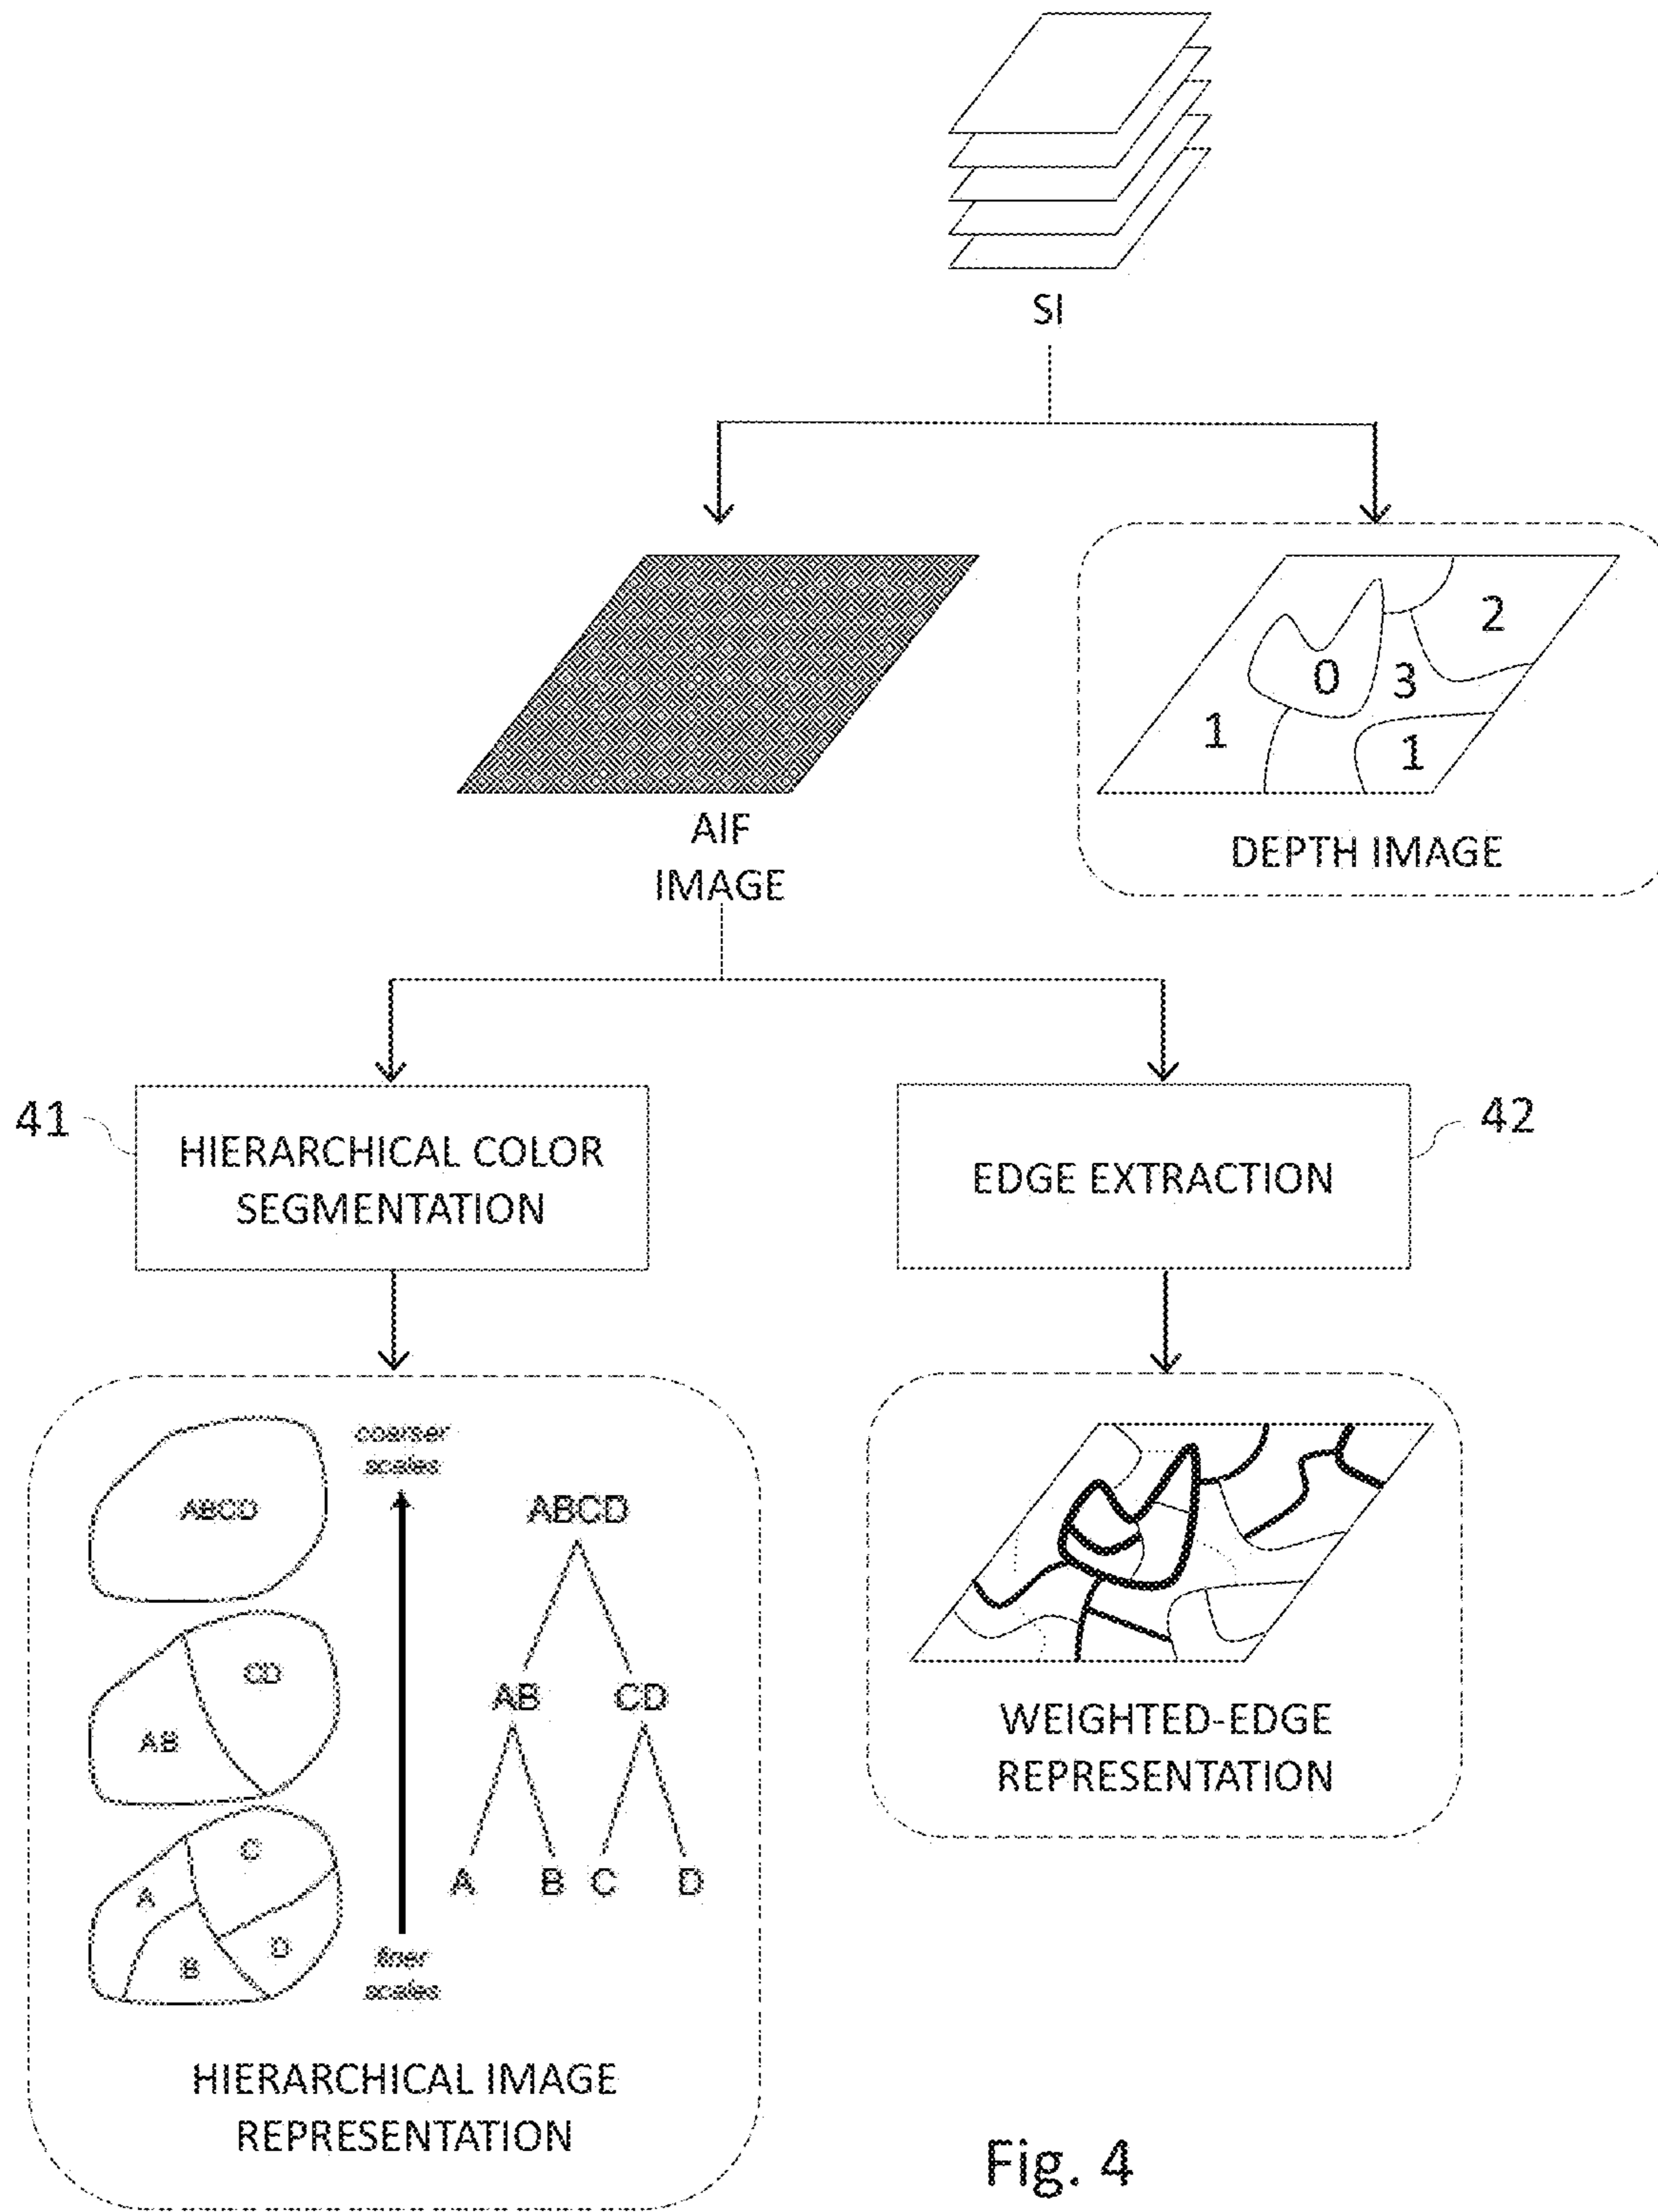 SI
2
0
3
1
1
DEPTH IMAGE
AIF
IMAGE
41
HIERARCHICAL COLOR
SEGMENTATION
EDGE EXTRACTION
42
coarser
scales
ABCD
ABCD
CD
AB
AB
CD
C
A
B
D
A
B
C
D
finer
scales
HIERARCHICAL IMAGE
REPRESENTATION
WEIGHTED-EDGE
REPRESENTATION
Fig. 4